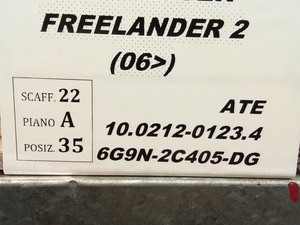 FREELANDER 2
(06>)
SCAFF. 22
PIANO A
POSIZ. 35
ATE
10.0212-0123.4
6G9N-2C405-DG